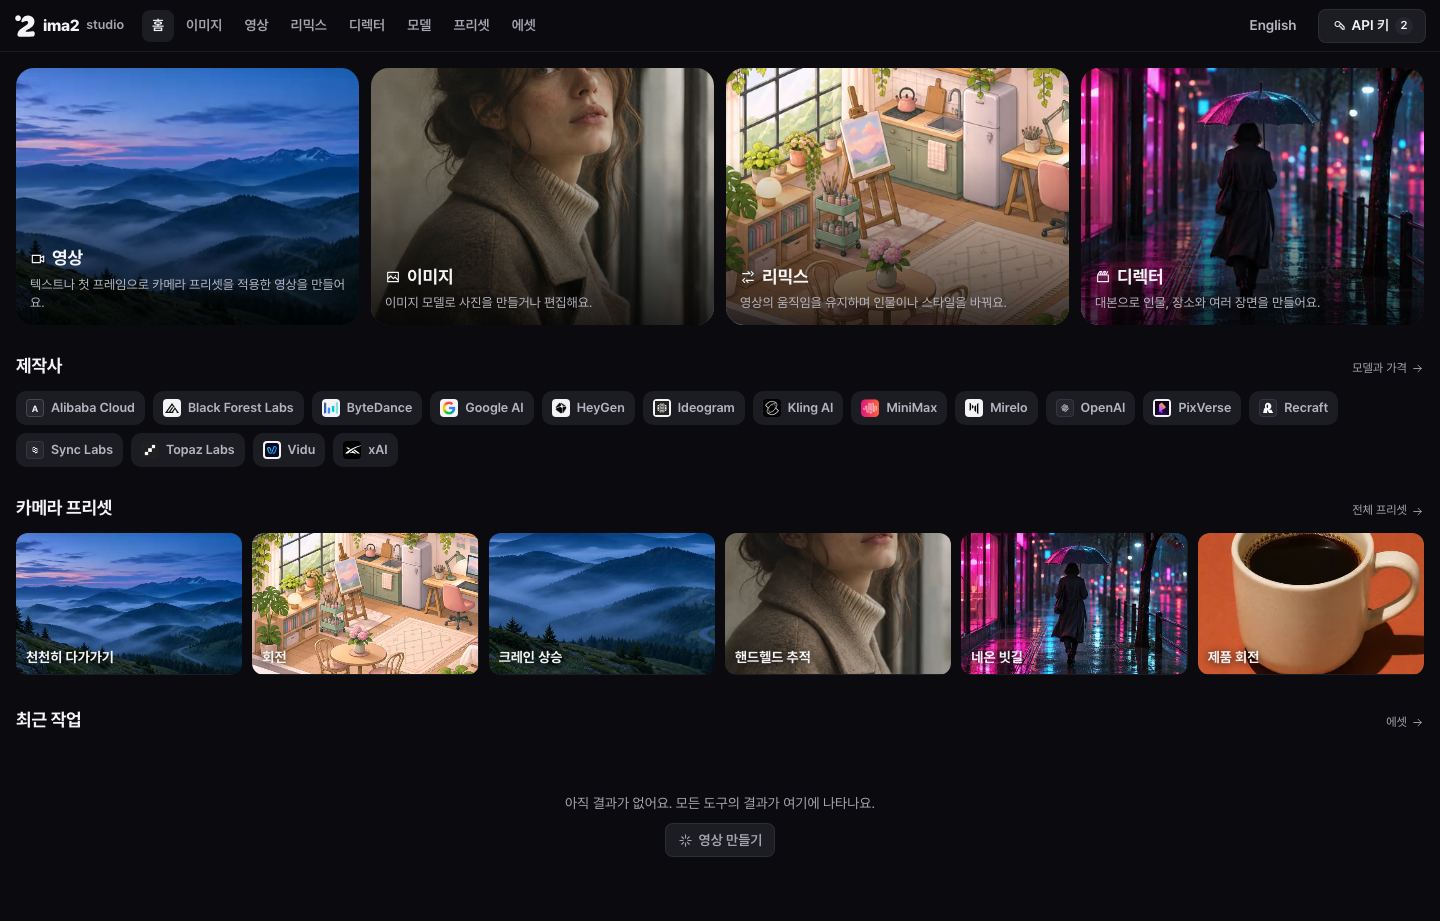 ima2 studio
홈
이미지
영상
리믹스
디렉터
모델
프리셋
에셋
English
API 키 2
영상
텍스트나 첫 프레임으로 카메라 프리셋을 적용한 영상을 만들어
요.
이미지
이미지 모델로 사진을 만들거나 편집해요.
리믹스
영상의 움직임을 유지하며 인물이나 스타일을 바꿔요.
디렉터
대본으로 인물, 장소와 여러 장면을 만들어요.
제작사
모델과 가격 →
Alibaba Cloud
Black Forest Labs
ByteDance
Google AI
HeyGen
Ideogram
Kling AI
MiniMax
Mirelo
OpenAI
PixVerse
Recraft
Sync Labs
Topaz Labs
Vidu
xAI
카메라 프리셋
전체 프리셋 →
천천히 다가가기
회전
크레인 상승
핸드헬드 추적
네온 빗길
제품 회전
최근 작업
에셋 →
아직 결과가 없어요. 모든 도구의 결과가 여기에 나타나요.
영상 만들기